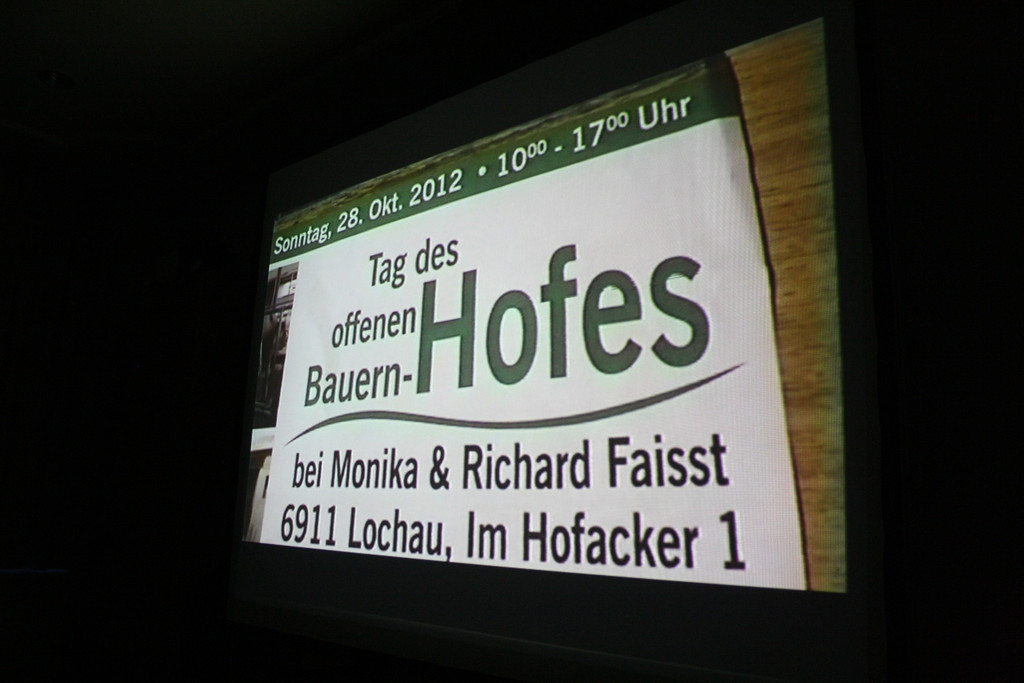 Sonntag, 28. Okt. 2012 • 10⁰⁰ - 17⁰⁰ Uhr
Tag des
offenen
Bauern-Hofes
bei Monika & Richard Faisst
6911 Lochau, Im Hofacker 1